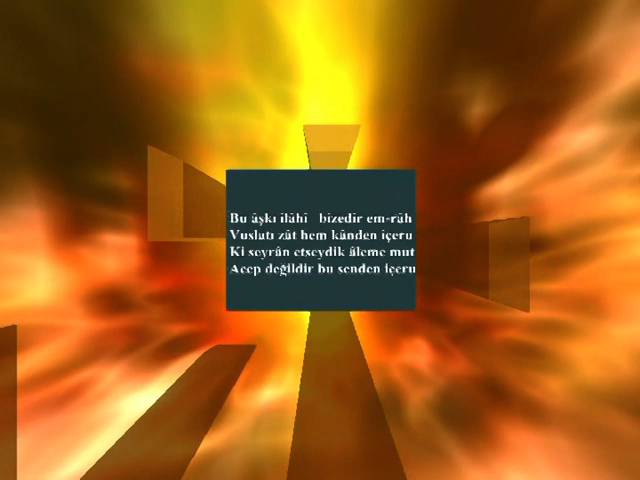 Bu âşkı ilâhî bizedir em-râh
Vuslatı zât hem kânden içeru
Ki seyrân etseydik âleme mut
Acep değildir bu senden içeru